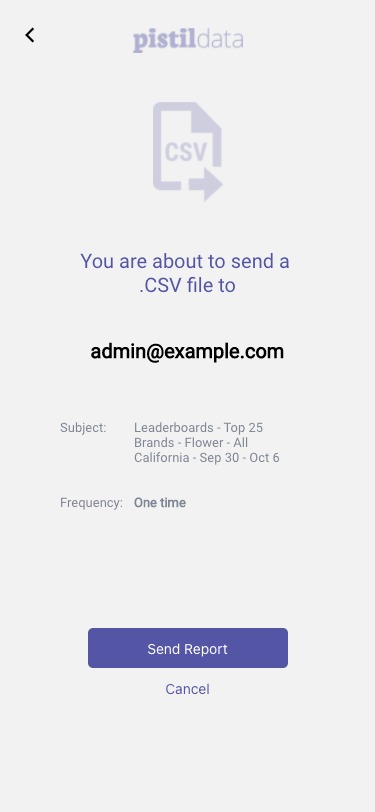 pistildata
CSV
You are about to send a
.CSV file to
admin@example.com
Subject: Leaderboards - Top 25
Brands - Flower - All
California - Sep 30 - Oct 6
Frequency: One time
Send Report
Cancel